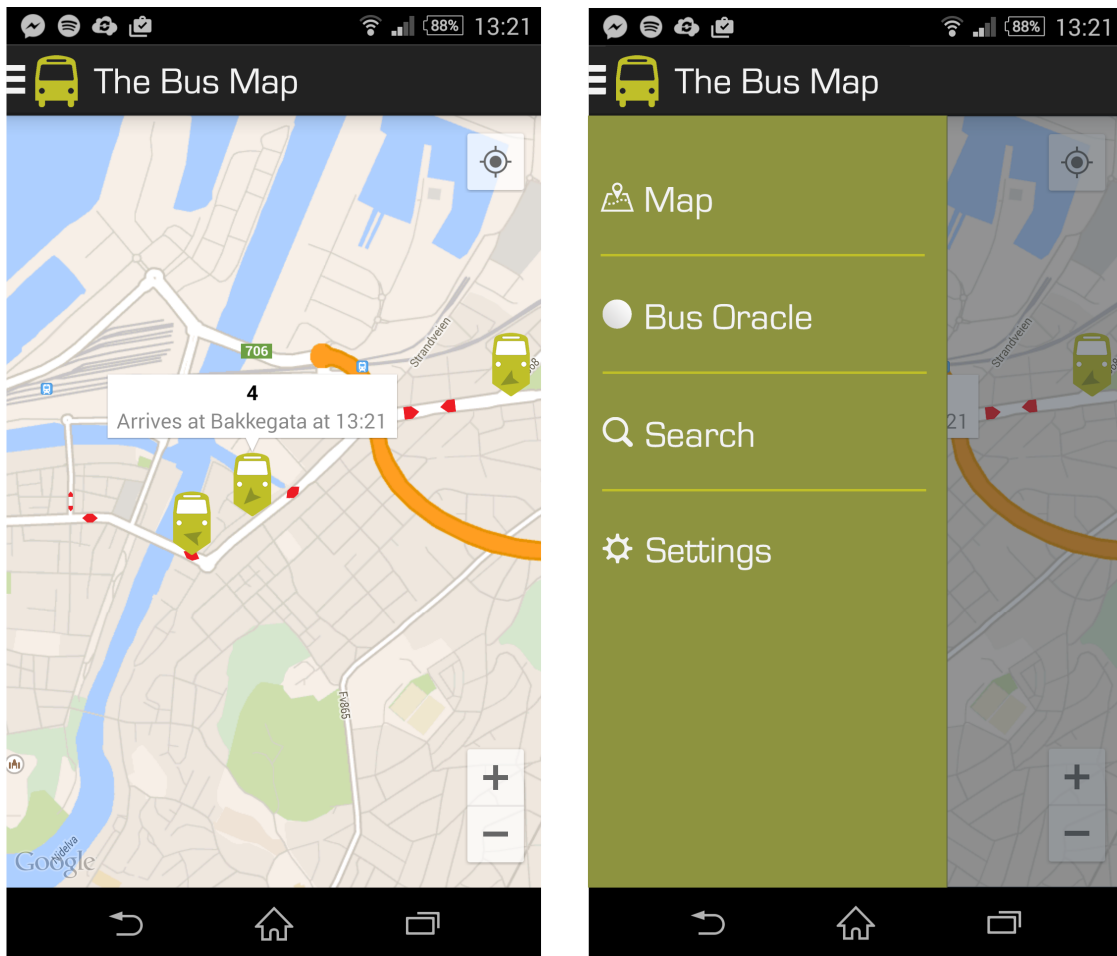 88% 13:21
The Bus Map
Strandveien
706
4
Arrives at Bakkegata at 13:21
Fv865
Nidelva
Google
88% 13:21
The Bus Map
Map
Bus Oracle
Search
Settings
Strandveien
21